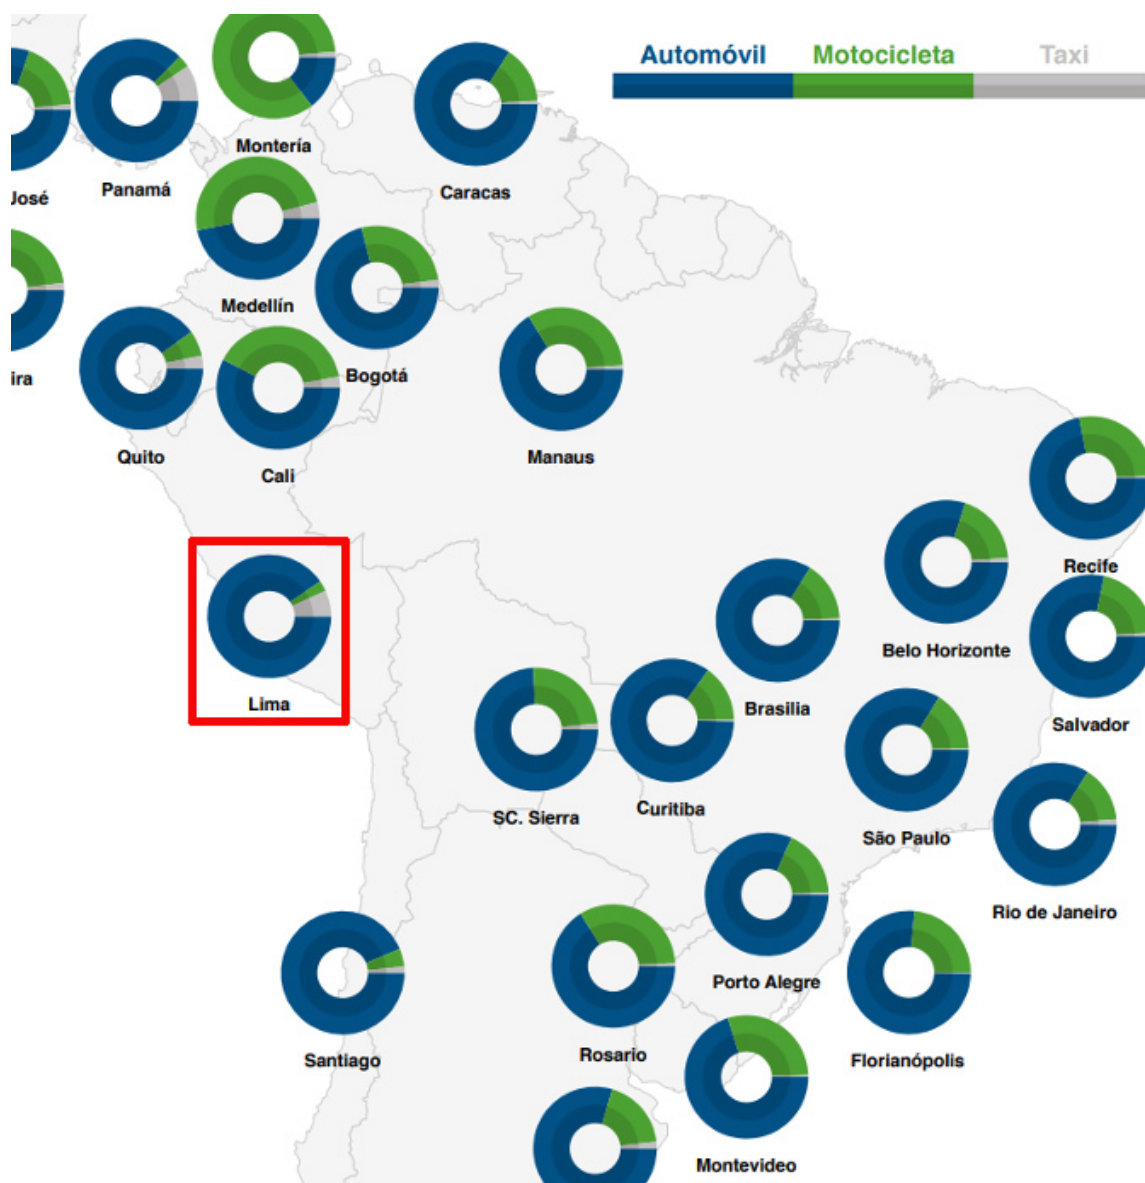 Automóvil Motocicleta Taxi
Montería
José
Panamá
Caracas
Medellín
Bogotá
ira
Quito
Cali
Manaus
Recife
Lima
Belo Horizonte
Brasilia
Salvador
SC. Sierra
Curitiba
São Paulo
Rio de Janeiro
Porto Alegre
Santiago
Rosario
Florianópolis
Montevideo